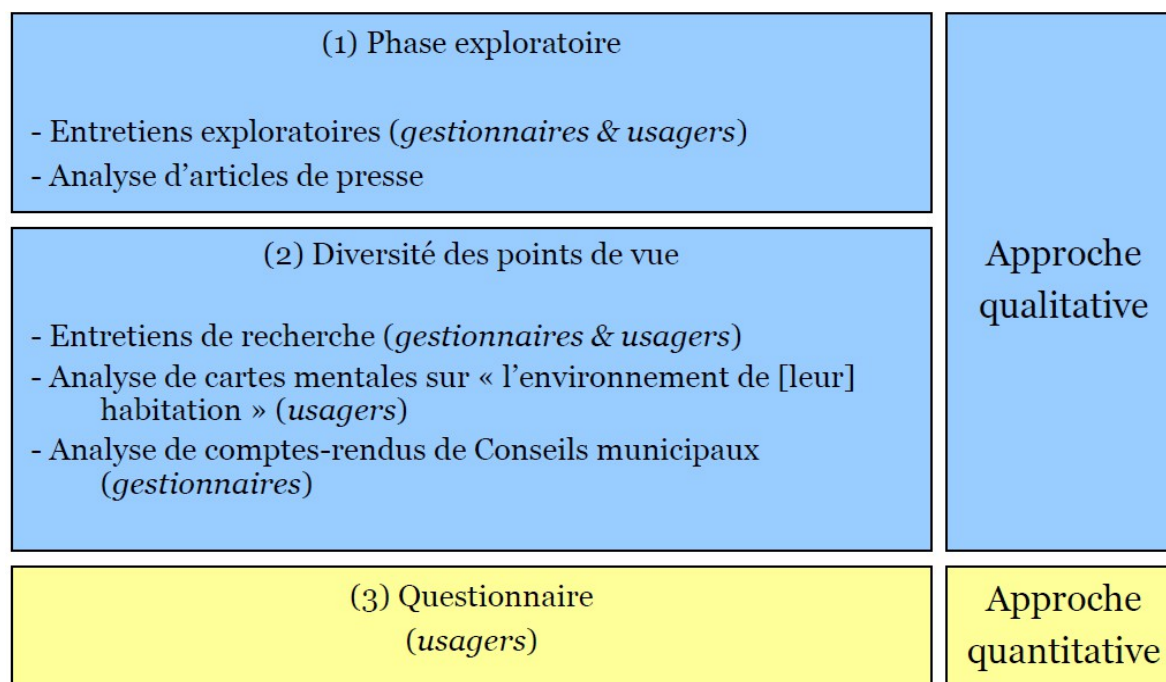 (1) Phase exploratoire
- Entretiens exploratoires (gestionnaires & usagers)
- Analyse d’articles de presse
(2) Diversité des points de vue
- Entretiens de recherche (gestionnaires & usagers)
- Analyse de cartes mentales sur « l’environnement de [leur]
habitation » (usagers)
- Analyse de comptes-rendus de Conseils municipaux
(gestionnaires)
Approche
qualitative
(3) Questionnaire
(usagers)
Approche
quantitative